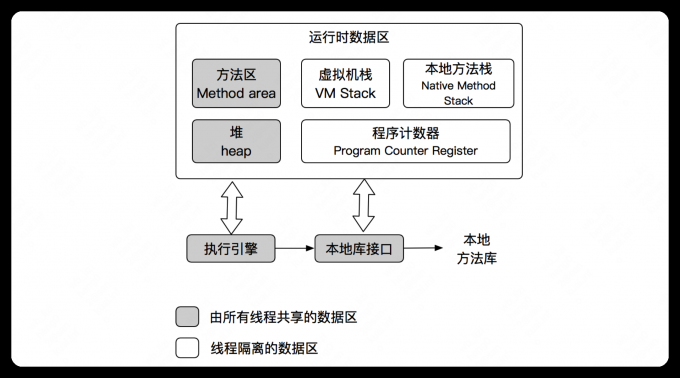 运行时数据区
方法区
Method area
虚拟机栈
VM Stack
本地方法栈
Native Method
Stack
堆
heap
程序计数器
Program Counter Register
执行引擎
本地库接口
本地
方法库
由所有线程共享的数据区
线程隔离的数据区